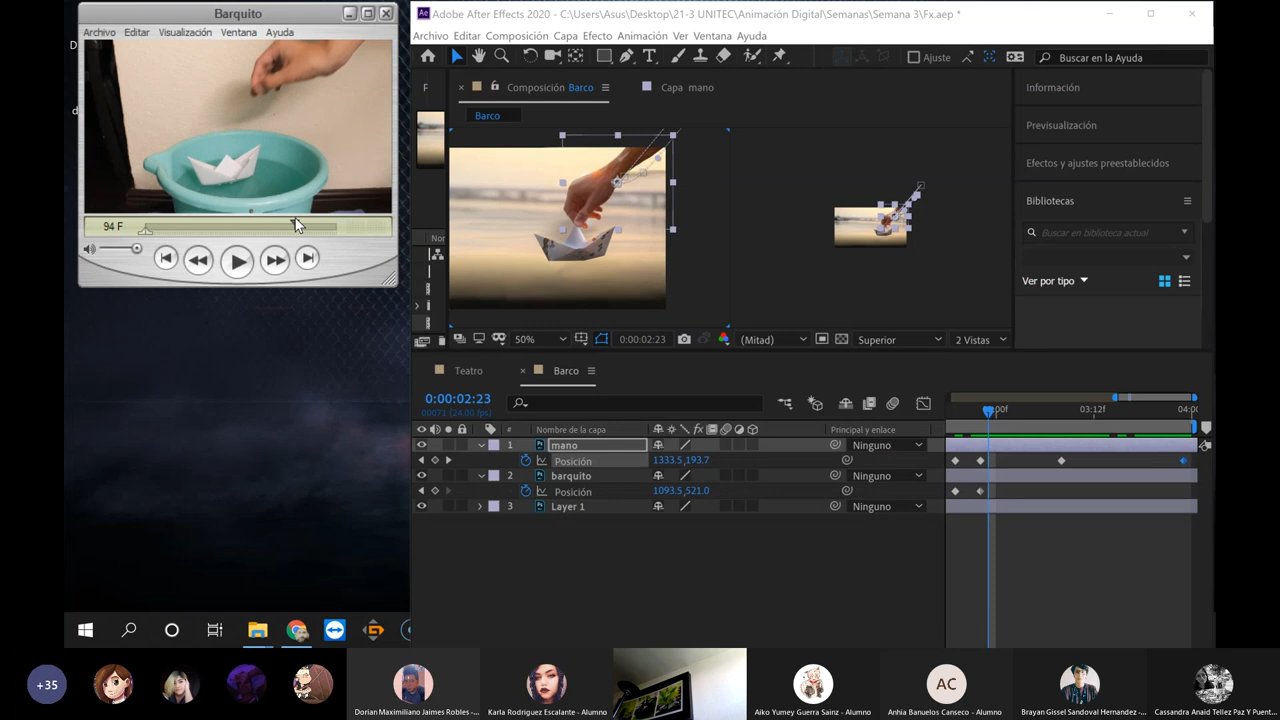 Barquito
Archivo Editar Visualización Ventana Ayuda
94 F
Adobe After Effects 2020 - C:\Users\Asus\Desktop\21-3 UNITEC\Animación Digital\Semanas\Semana 3\Fx.aep *
Archivo Editar Composición Capa Efecto Animación Ver Ventana Ayuda
Ajuste
Buscar en la Ayuda
Composición Barco
Capa mano
Barco
Información
Previsualización
Efectos y ajustes preestablecidos
Bibliotecas
Buscar en biblioteca actual
Ver por tipo
50%
0:00:02:23
(Mitad)
Superior
2 Vistas
Teatro
Barco
0:00:02:23
00071 (24.00 fps)
:00f
03:12f
04:0
#
Nombre de la capa
Principal y enlace
1 mano Ninguno
Posición 1333.5,193.7
2 barquito Ninguno
Posición 1093.5,521.0
3 Layer 1 Ninguno
+35
Dorian Maximiliano Jaimes Robles -...
Karla Rodriguez Escalante - Alumno
Aiko Yumey Guerra Sainz - Alumno
AC
Anhia Banuelos Canseco - Alumno
Brayan Gissel Sandoval Hernandez - Alum...
Cassandra Anaid Tellez Paz Y Puent...